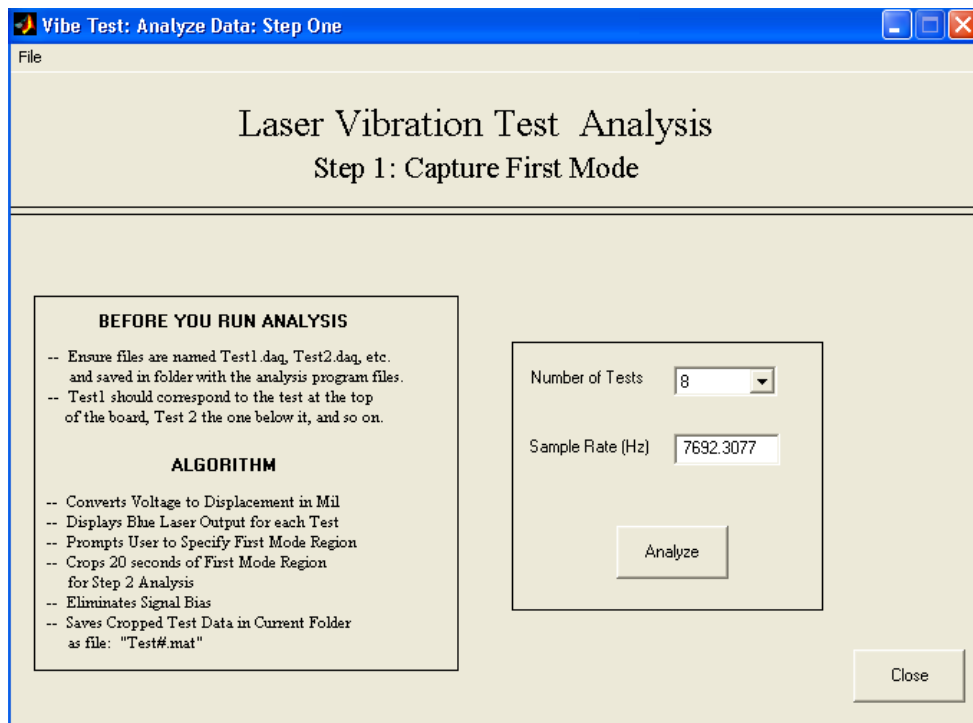 Vibe Test: Analyze Data: Step One
File
Laser Vibration Test Analysis
Step 1: Capture First Mode
BEFORE YOU RUN ANALYSIS
-- Ensure files are named Test1.daq, Test2.daq, etc.
and saved in folder with the analysis program files.
-- Test1 should correspond to the test at the top
of the board, Test 2 the one below it, and so on.
ALGORITHM
-- Converts Voltage to Displacement in Mil
-- Displays Blue Laser Output for each Test
-- Prompts User to Specify First Mode Region
-- Crops 20 seconds of First Mode Region
for Step 2 Analysis
-- Eliminates Signal Bias
-- Saves Cropped Test Data in Current Folder
as file: "Test#.mat"
Number of Tests 8
Sample Rate (Hz) 7692.3077
Analyze
Close